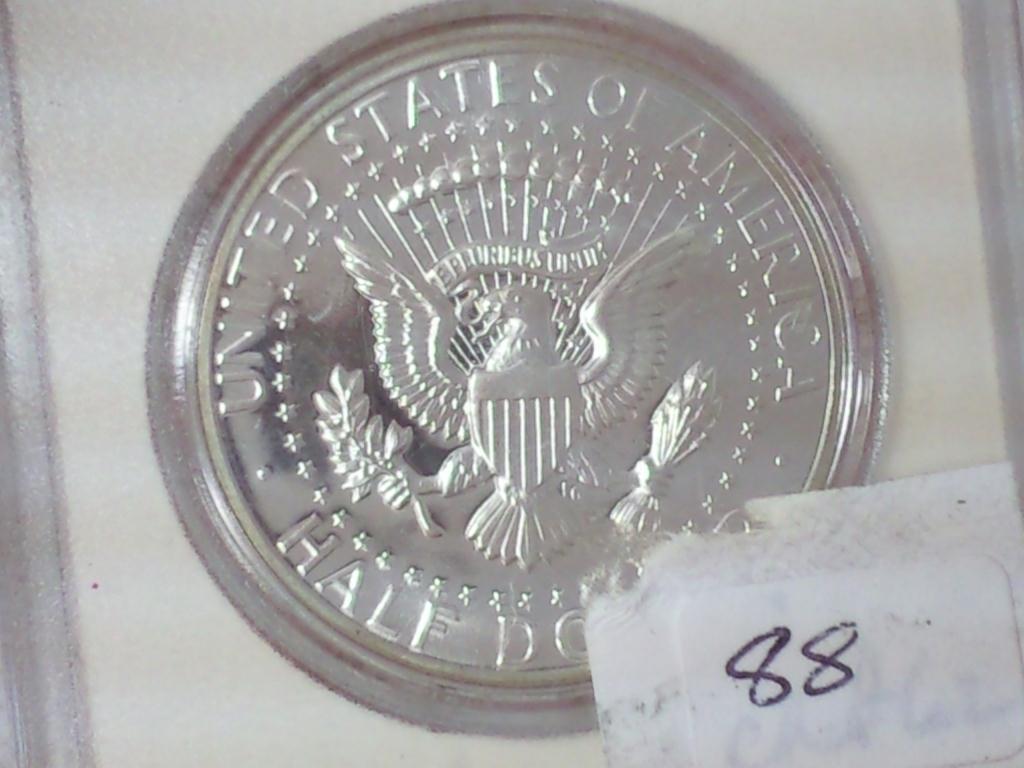 UNITED STATES OF AMERICA
E PLURIBUS UNUM
HALF DO
88